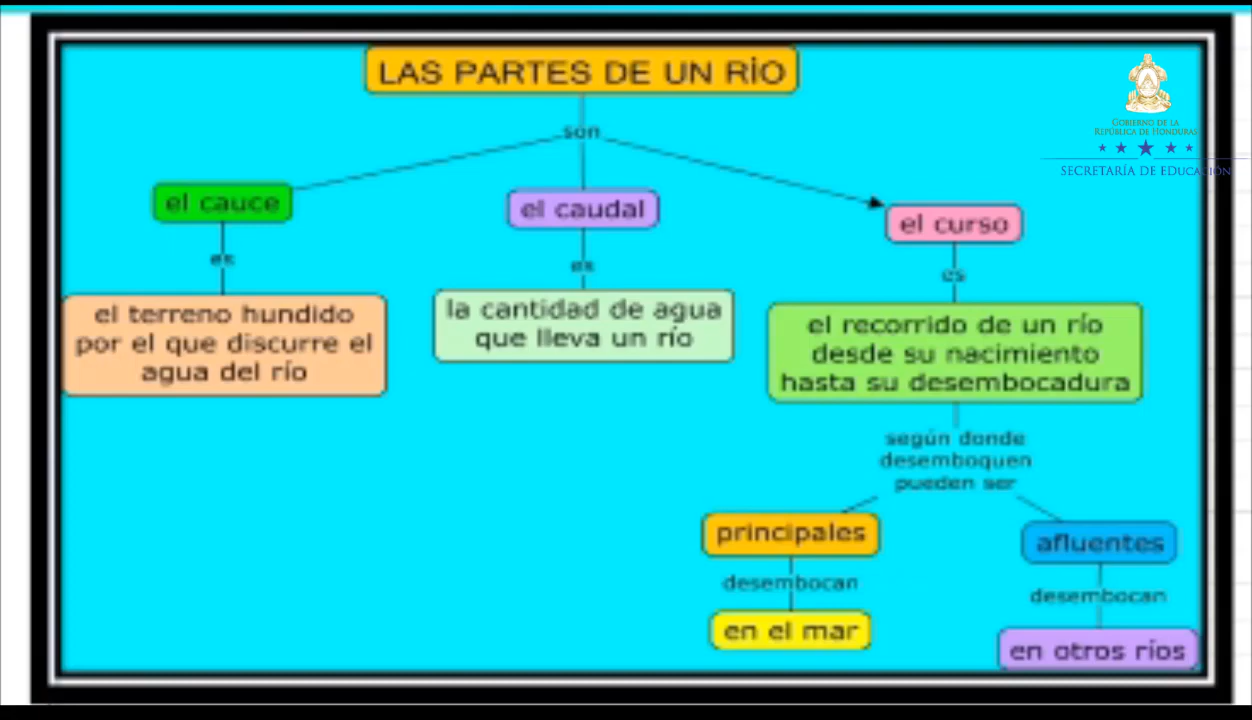 LAS PARTES DE UN RÍO
GOBIERNO DE LA
REPÚBLICA DE HONDURAS
SECRETARÍA DE EDUCACIÓN
son
el cauce
el caudal
el curso
es
es
es
el terreno hundido
por el que discurre el
agua del río
la cantidad de agua
que lleva un río
el recorrido de un río
desde su nacimiento
hasta su desembocadura
según donde
desemboquen
pueden ser
principales
afluentes
desembocan
desembocan
en el mar
en otros ríos